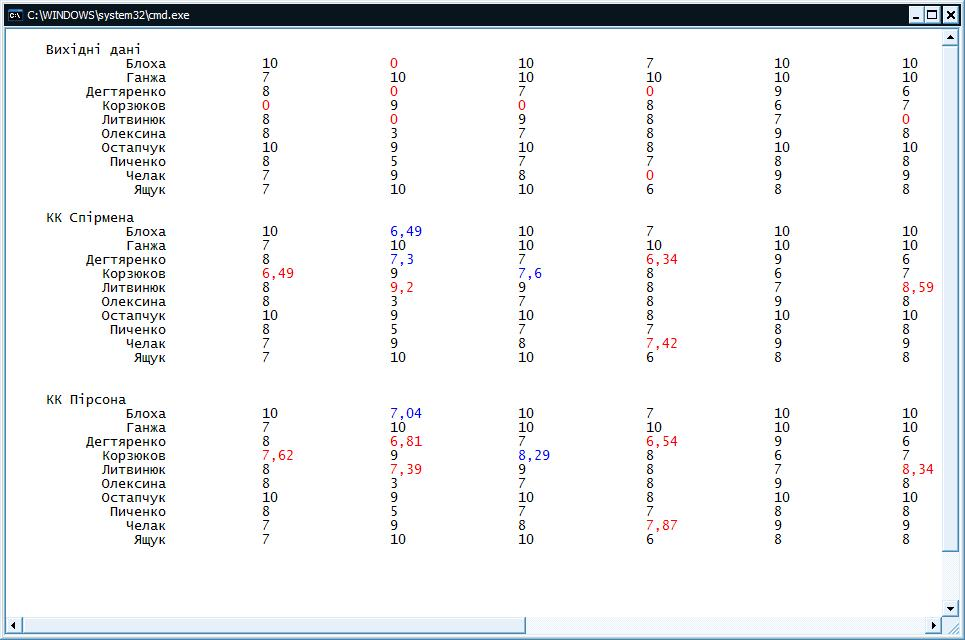 C:\WINDOWS\system32\cmd.exe
Вихідні дані
Блоха 10 0 10 7 10 10
Ганжа 7 10 10 10 10 10
Дегтяренко 8 0 7 0 9 6
Корзюков 0 9 0 8 6 7
Литвинюк 8 0 9 8 7 0
Олексина 8 3 7 8 9 8
Остапчук 10 9 10 8 10 10
Пиченко 8 5 7 7 8 8
Челак 7 9 8 0 9 9
Ящук 7 10 10 6 8 8
КК Спірмена
Блоха 10 6,49 10 7 10 10
Ганжа 7 10 10 10 10 10
Дегтяренко 8 7,3 7 6,34 9 6
Корзюков 6,49 9 7,6 8 6 7
Литвинюк 8 9,2 9 8 7 8,59
Олексина 8 3 7 8 9 8
Остапчук 10 9 10 8 10 10
Пиченко 8 5 7 7 8 8
Челак 7 9 8 7,42 9 9
Ящук 7 10 10 6 8 8
КК Пірсона
Блоха 10 7,04 10 7 10 10
Ганжа 7 10 10 10 10 10
Дегтяренко 8 6,81 7 6,54 9 6
Корзюков 7,62 9 8,29 8 6 7
Литвинюк 8 7,39 9 8 7 8,34
Олексина 8 3 7 8 9 8
Остапчук 10 9 10 8 10 10
Пиченко 8 5 7 7 8 8
Челак 7 9 8 7,87 9 9
Ящук 7 10 10 6 8 8